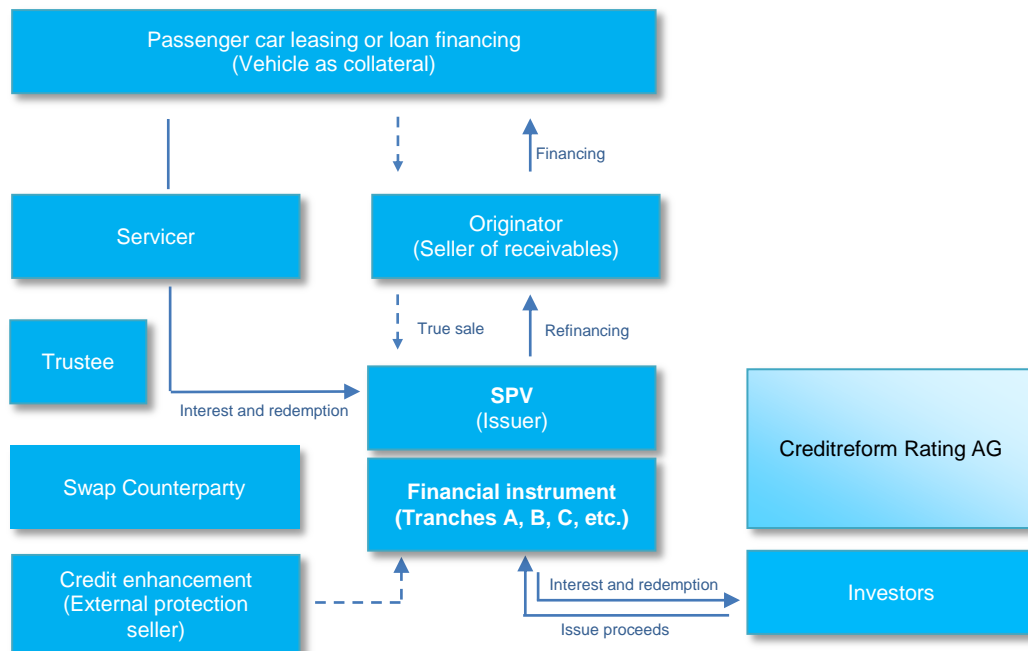 Passenger car leasing or loan financing
(Vehicle as collateral)
Financing
Servicer
Originator
(Seller of receivables)
True sale
Refinancing
Trustee
Interest and redemption
SPV
(Issuer)
Creditreform Rating AG
Swap Counterparty
Financial instrument
(Tranches A, B, C, etc.)
Credit enhancement
(External protection
seller)
Interest and redemption
Issue proceeds
Investors